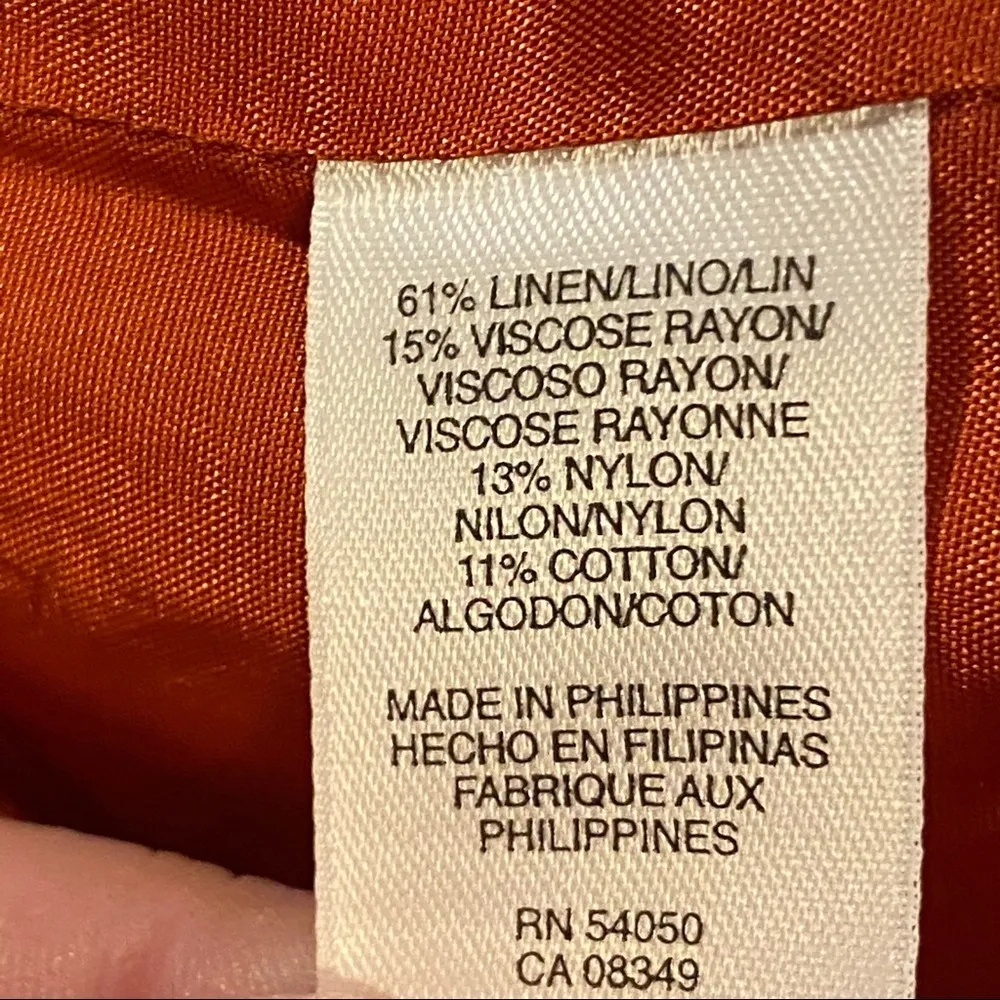 61% LINEN/LINO/LIN
15% VISCOSE RAYON/
VISCOSO RAYON/
VISCOSE RAYONNE
13% NYLON/
NILON/NYLON
11% COTTON/
ALGODON/COTON
MADE IN PHILIPPINES
HECHO EN FILIPINAS
FABRIQUE AUX
PHILIPPINES
RN 54050
CA 08349